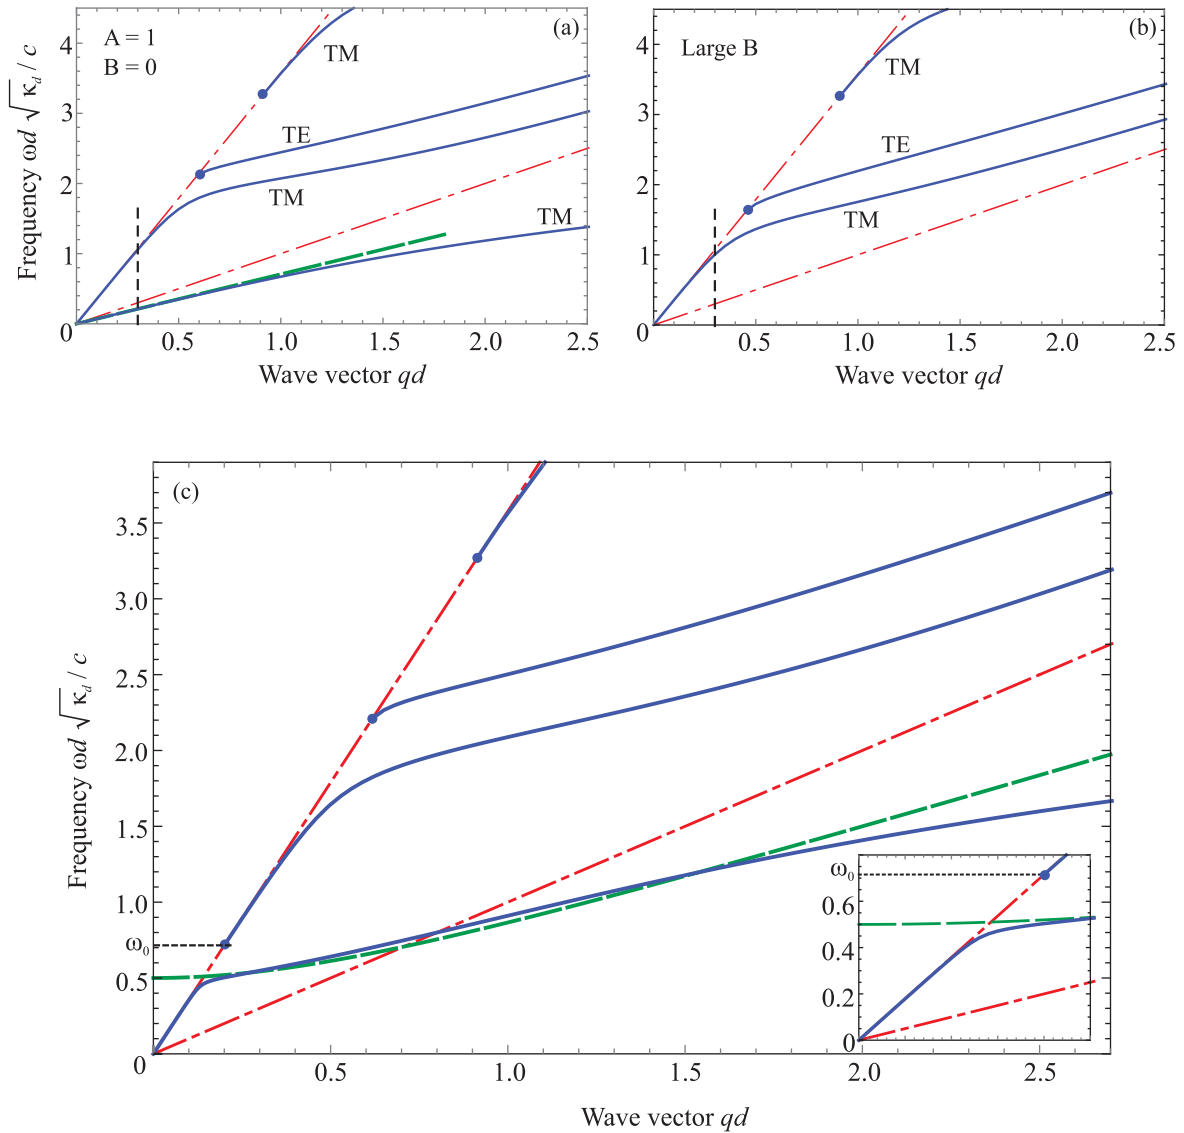 (a)
A = 1
B = 0
TM
TE
TM
TM
4
3
2
1
0
0.5
1.0
1.5
2.0
2.5
Frequency ωd √κd / c
Wave vector qd
(b)
Large B
TM
TE
TM
4
3
2
1
0
0.5
1.0
1.5
2.0
2.5
Wave vector qd
(c)
3.5
3.0
2.5
2.0
1.5
1.0
ω0
0.5
0
0.5
1.0
1.5
2.0
2.5
Frequency ωd √κd / c
Wave vector qd
ω0
0.6
0.4
0.2
0